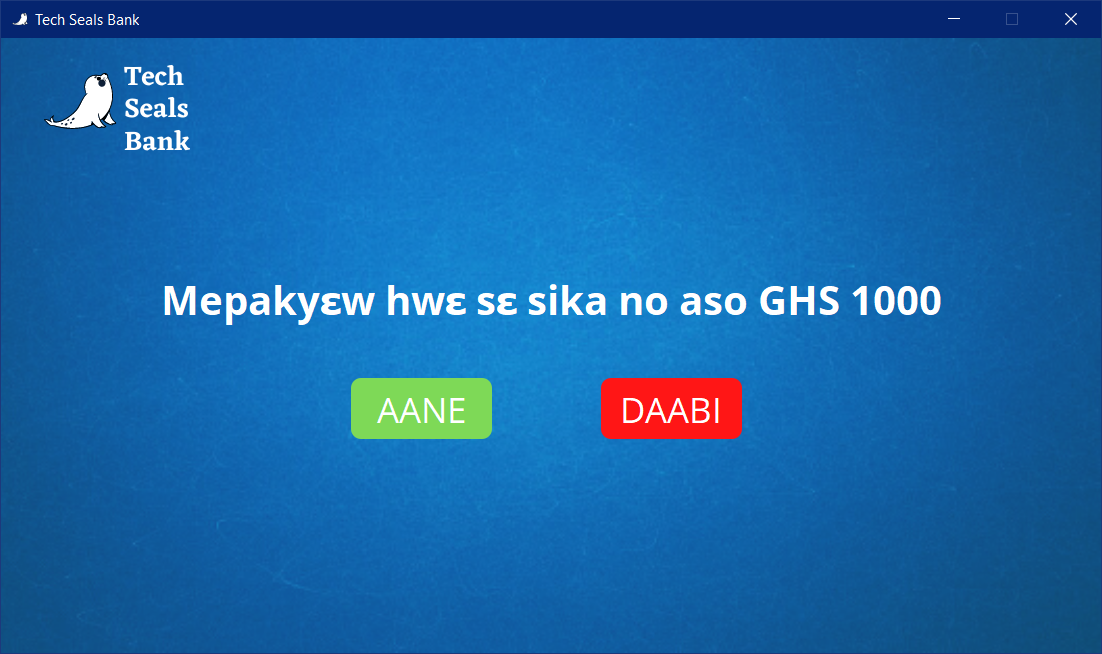 Tech Seals Bank
Tech
Seals
Bank
Mepakyɛw hwɛ sɛ sika no aso GHS 1000
AANE
DAABI